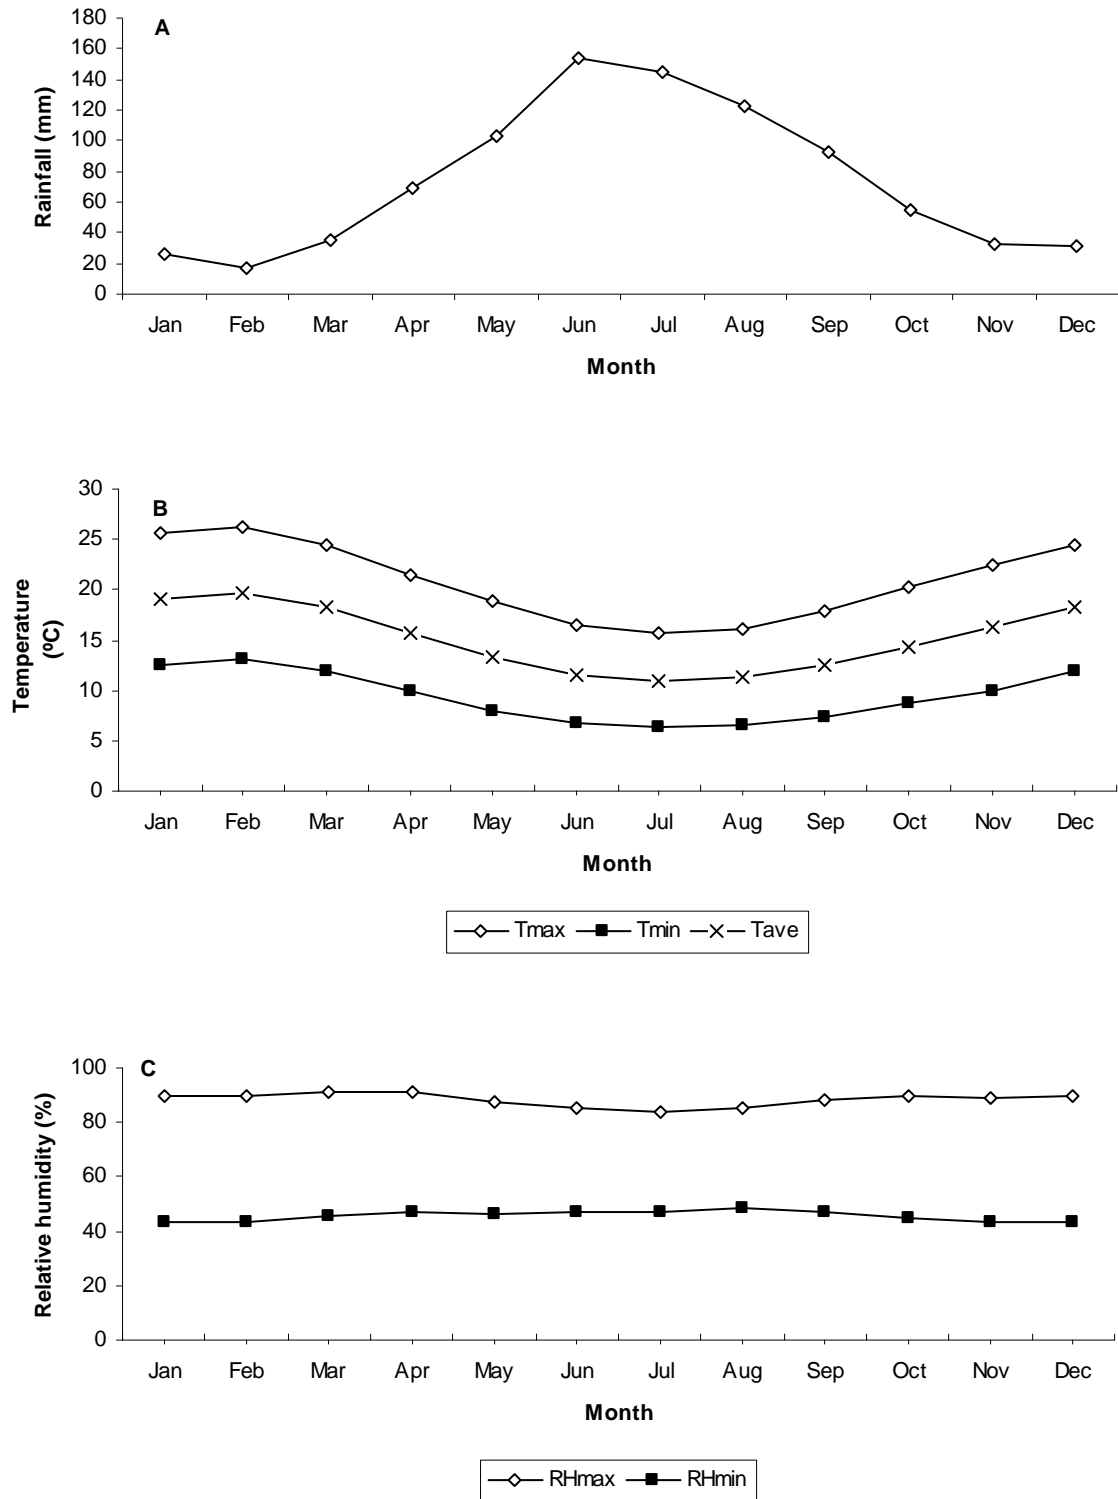 A
180
160
140
120
100
80
60
40
20
0
Rainfall (mm)
Jan Feb Mar Apr May Jun Jul Aug Sep Oct Nov Dec
Month
B
30
25
20
15
10
5
0
Temperature
(ºC)
Jan Feb Mar Apr May Jun Jul Aug Sep Oct Nov Dec
Month
Tmax Tmin Tave
C
100
80
60
40
20
0
Relative humidity (%)
Jan Feb Mar Apr May Jun Jul Aug Sep Oct Nov Dec
Month
RHmax RHmin